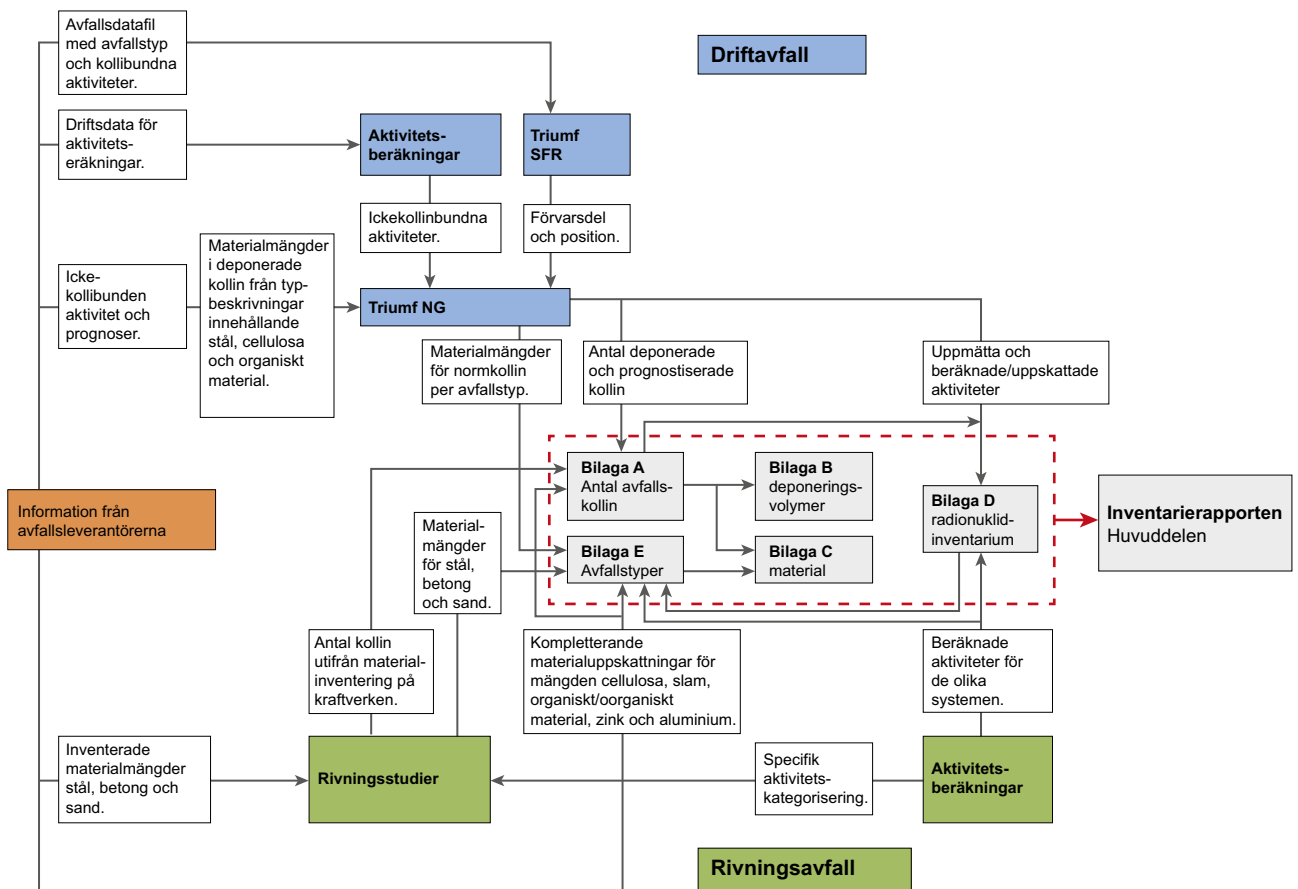 Avfallsdatafil
med avfallstyp
och kollibundna
aktiviteter.
Driftavfall
Driftsdata för
aktivitets-
eräkningar.
Aktivitets-
beräkningar
Triumf
SFR
Ickekollinbundna
aktiviteter.
Förvarsdel
och position.
Icke-
kollibunden
aktivitet och
prognoser.
Materialmängder
i deponerade
kollin från typ-
beskrivningar
innehållande
stål, cellulosa
och organiskt
material.
Triumf NG
Materialmängder
för normkollin
per avfallstyp.
Antal deponerade
och prognostiserade
kollin
Uppmätta och
beräknade/uppskattade
aktiviteter
Bilaga A
Antal avfalls-
kollin
Bilaga B
deponerings-
volymer
Bilaga D
radionuklid-
inventarium
Inventarierapporten
Huvuddelen
Information från
avfallsleverantörerna
Material-
mängder
för stål,
betong
och sand.
Bilaga E
Avfallstyper
Bilaga C
material
Antal kollin
utifrån material-
inventering på
kraftverken.
Kompletterande
materialuppskattningar för
mängden cellulosa, slam,
organiskt/oorganiskt
material, zink och aluminium.
Beräknade
aktiviteter för
de olika
systemen.
Inventerade
materialmängder
stål, betong och
sand.
Rivningsstudier
Specifik
aktivitets-
kategorisering.
Aktivitets-
beräkningar
Rivningsavfall